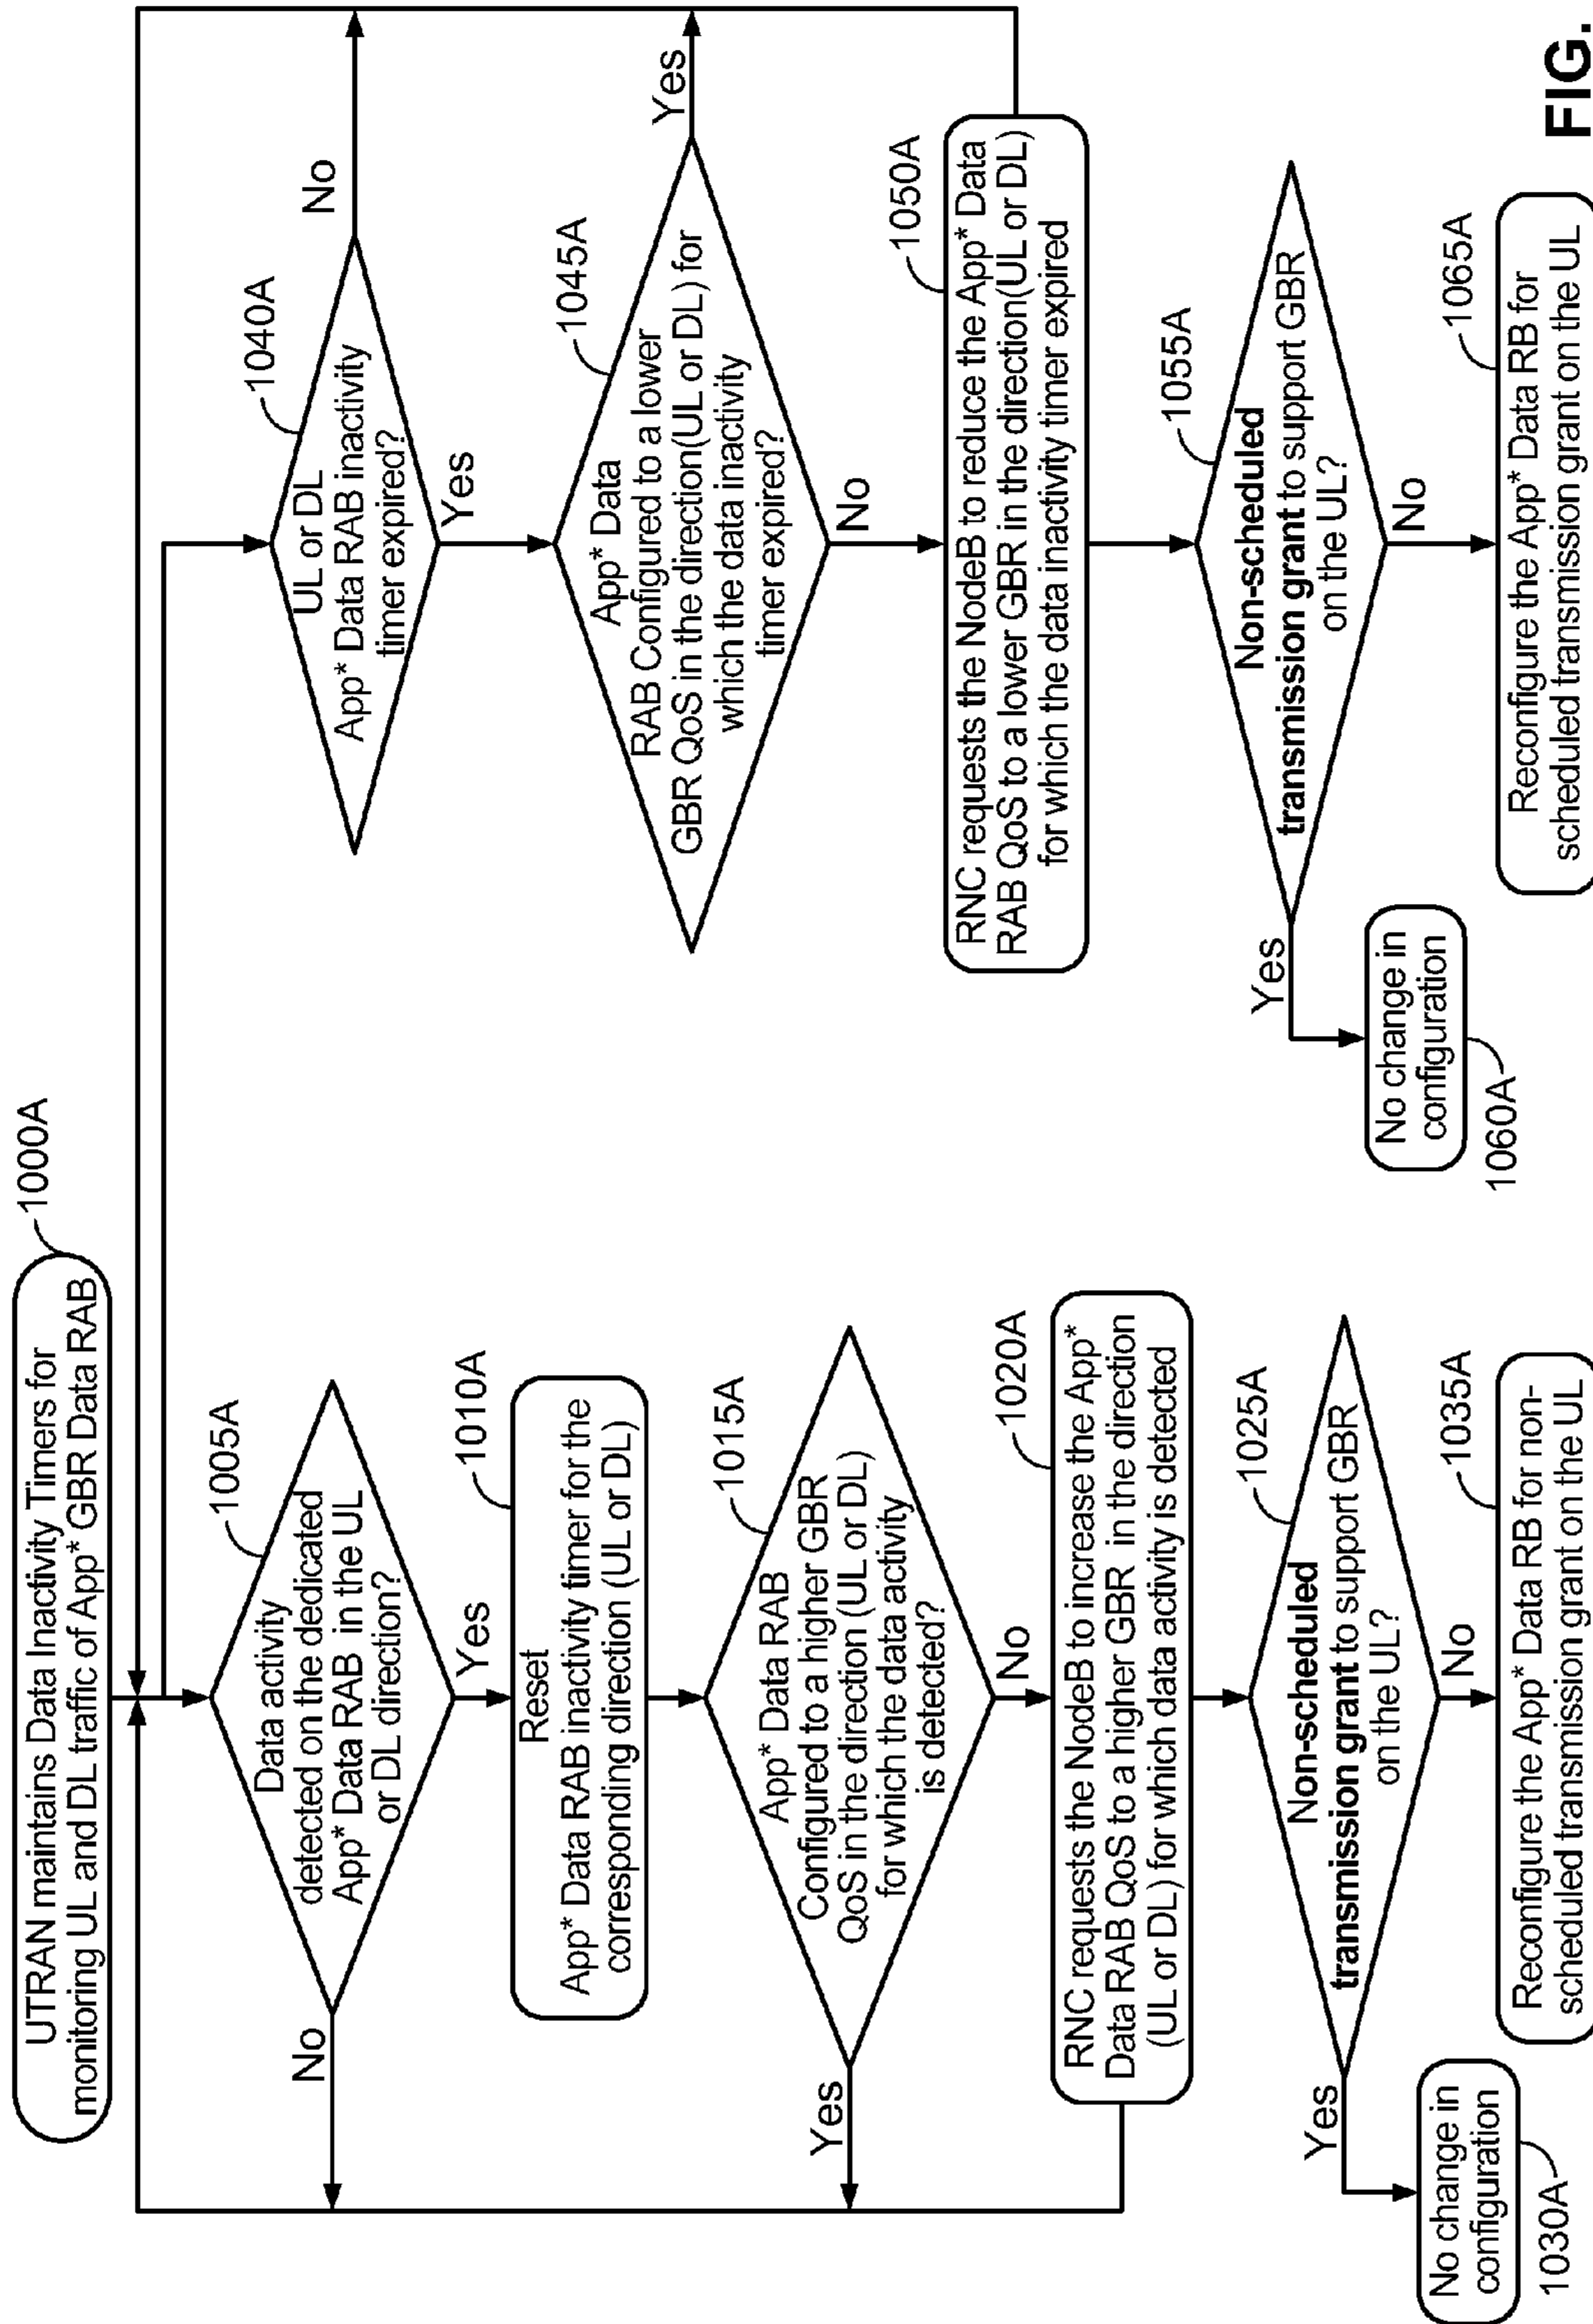 UTRAN maintains Data Inactivity Timers for
monitoring UL and DL traffic of App* GBR Data RAB
1000A
Data activity
detected on the dedicated
App* Data RAB in the UL
or DL direction?
1005A
No
Yes
Reset
App* Data RAB inactivity timer for the
corresponding direction (UL or DL)
1010A
App* Data RAB
Configured to a higher GBR
QoS in the direction (UL or DL)
for which the data activity
is detected?
1015A
Yes
No
RNC requests the NodeB to increase the App*
Data RAB QoS to a higher GBR in the direction
(UL or DL) for which data activity is detected
1020A
Non-scheduled
transmission grant to support GBR
on the UL?
1025A
Yes
No
No change in
configuration
1030A
Reconfigure the App* Data RB for non-
scheduled transmission grant on the UL
1035A
UL or DL
App* Data RAB inactivity
timer expired?
1040A
No
Yes
App* Data
RAB Configured to a lower
GBR QoS in the direction(UL or DL) for
which the data inactivity
timer expired?
1045A
Yes
No
RNC requests the NodeB to reduce the App* Data
RAB QoS to a lower GBR in the direction(UL or DL)
for which the data inactivity timer expired
1050A
Non-scheduled
transmission grant to support GBR
on the UL?
1055A
Yes
No
No change in
configuration
1060A
Reconfigure the App* Data RB for
scheduled transmission grant on the UL
1065A
FIG.